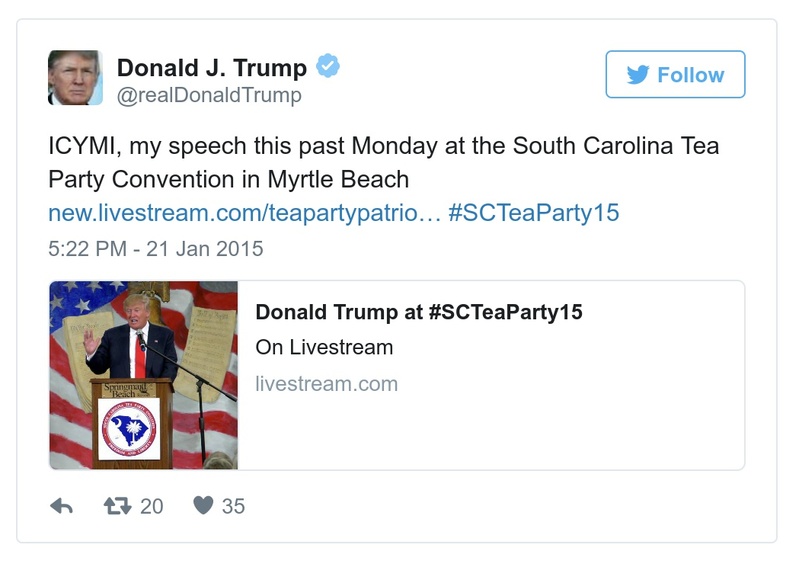 Donald J. Trump
@realDonaldTrump
Follow
ICYMI, my speech this past Monday at the South Carolina Tea
Party Convention in Myrtle Beach
new.livestream.com/teapartypatrio… #SCTeaParty15
5:22 PM - 21 Jan 2015
Donald Trump at #SCTeaParty15
On Livestream
livestream.com
Springmaid
Beach
20
35